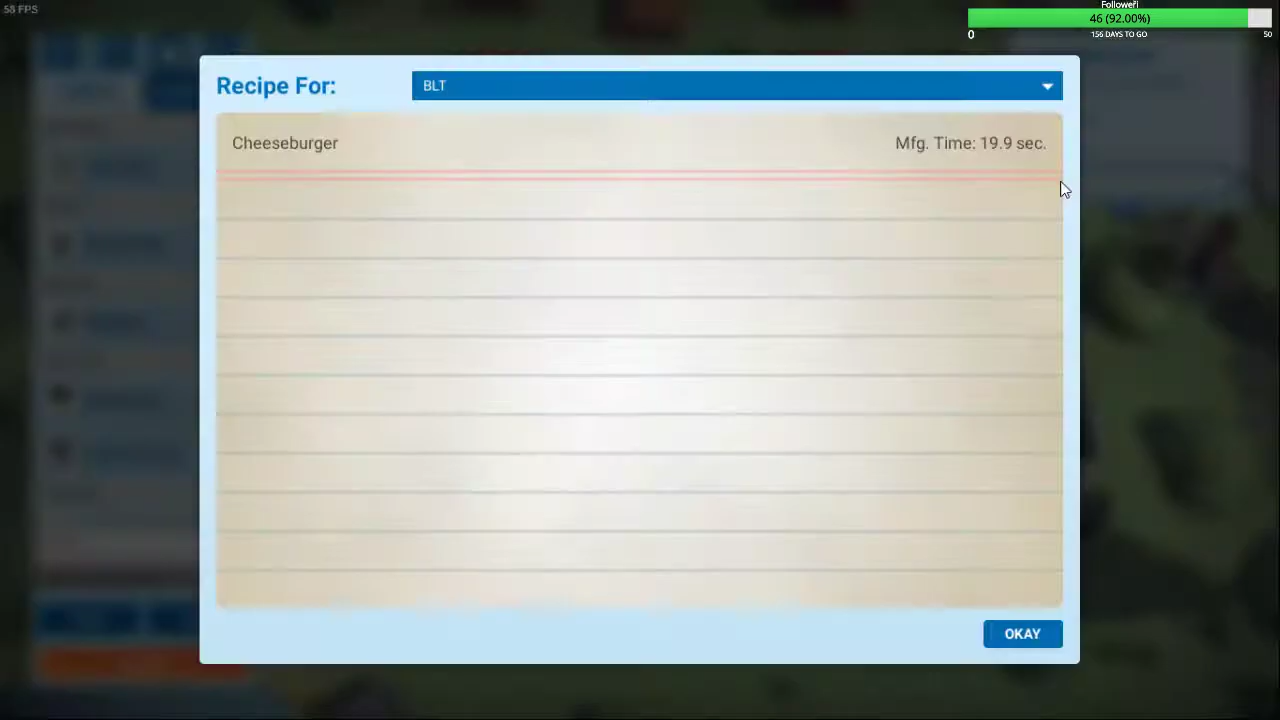 58 FPS
Followeři
46 (92.00%)
0
156 DAYS TO GO
50
Recipe For:
BLT
Cheeseburger
Mfg. Time: 19.9 sec.
OKAY